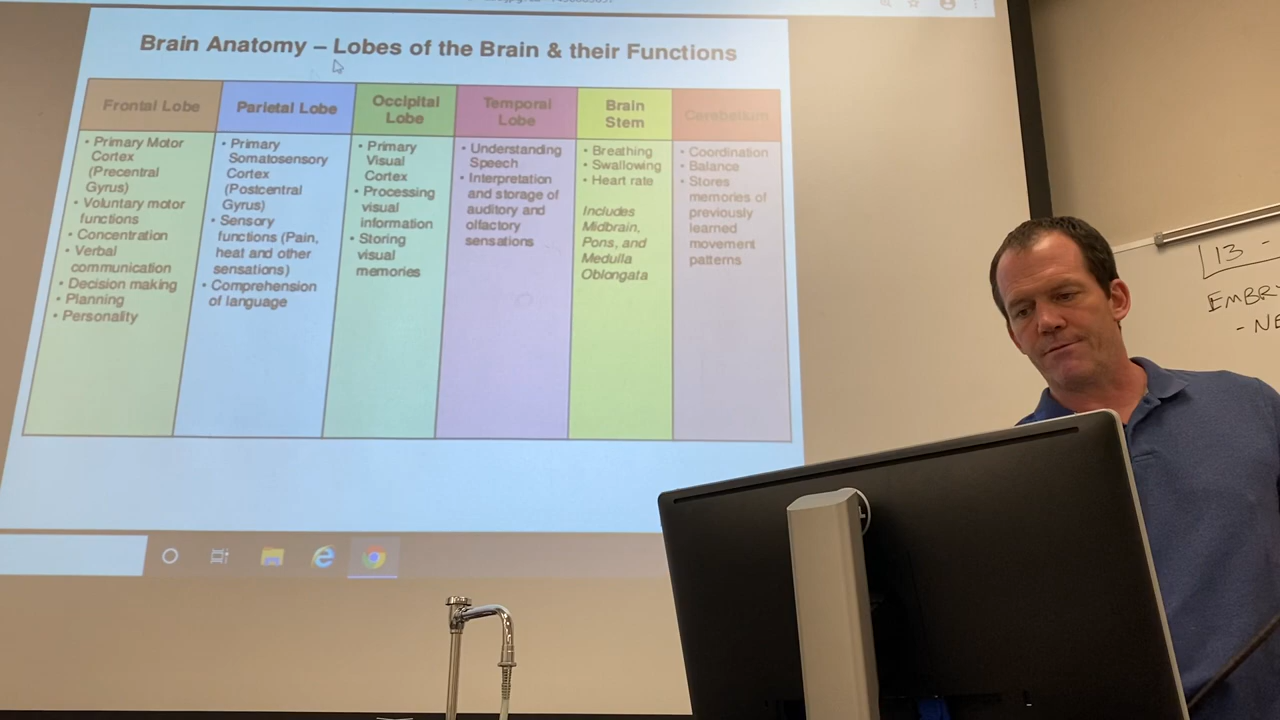 Brain Anatomy – Lobes of the Brain & their Functions
Frontal Lobe
• Primary Motor
Cortex
(Precentral
Gyrus)
• Voluntary motor
functions
• Concentration
• Verbal
communication
• Decision making
• Planning
• Personality
Parietal Lobe
• Primary
Somatosensory
Cortex
(Postcentral
Gyrus)
• Sensory
functions (Pain,
heat and other
sensations)
• Comprehension
of language
Occipital
Lobe
• Primary
Visual
Cortex
• Processing
visual
information
• Storing
visual
memories
Temporal
Lobe
• Understanding
Speech
• Interpretation
and storage of
auditory and
olfactory
sensations
Brain
Stem
• Breathing
• Swallowing
• Heart rate
Includes
Midbrain,
Pons, and
Medulla
Oblongata
Cerebellum
• Coordination
• Balance
• Stores
memories of
previously
learned
movement
patterns
13 -
EMBRY
- NE